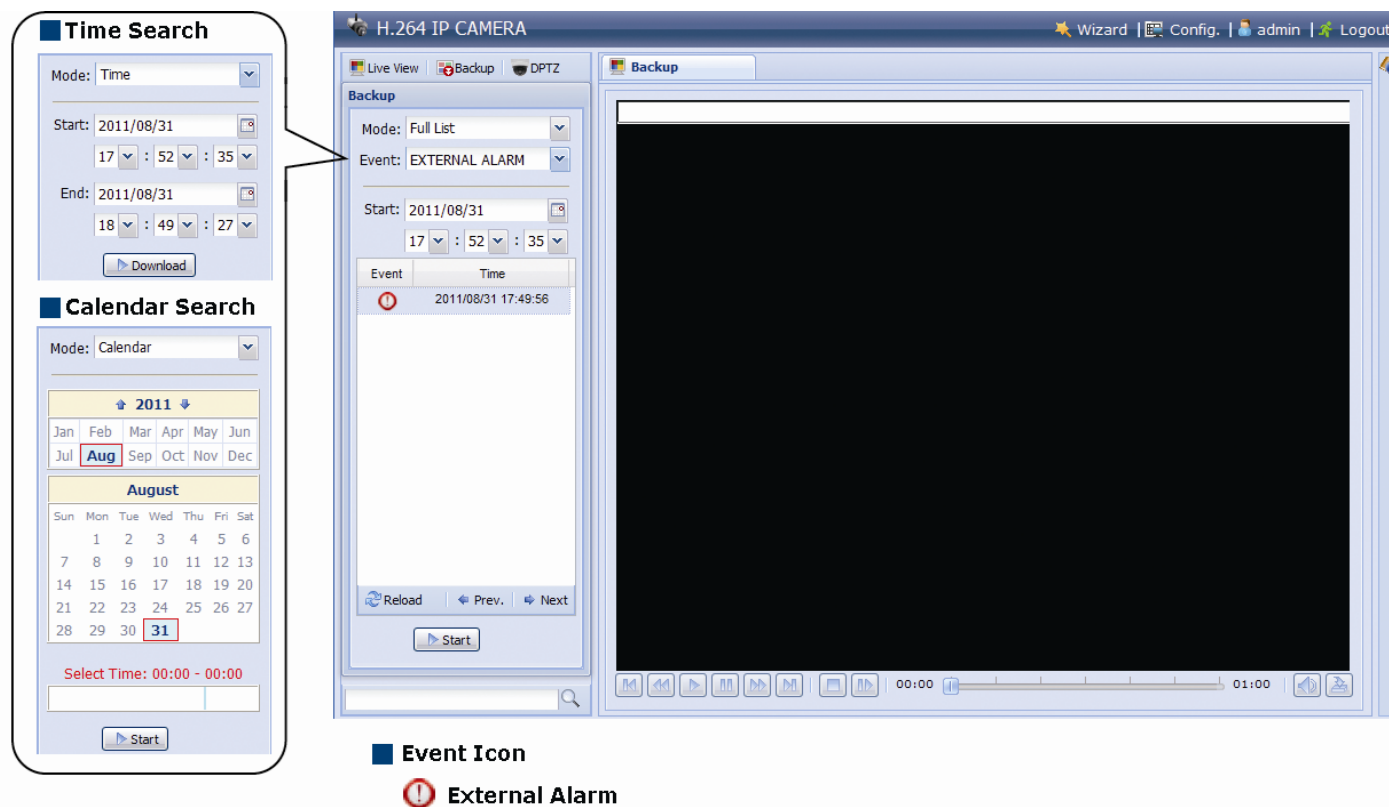 Time Search
Mode: Time
Start: 2011/08/31
17 : 52 : 35
End: 2011/08/31
18 : 49 : 27
Download
Calendar Search
Mode: Calendar
2011
Jan Feb Mar Apr May Jun
Jul Aug Sep Oct Nov Dec
August
Sun Mon Tue Wed Thu Fri Sat
1 2 3 4 5 6
7 8 9 10 11 12 13
14 15 16 17 18 19 20
21 22 23 24 25 26 27
28 29 30 31
Select Time: 00:00 - 00:00
Start
H.264 IP CAMERA
Wizard | Config. | admin | Logout
Live View Backup DPTZ
Backup
Mode: Full List
Event: EXTERNAL ALARM
Start: 2011/08/31
17 : 52 : 35
Event Time
2011/08/31 17:49:56
Reload Prev. Next
Start
Backup
00:00 01:00
Event Icon
External Alarm